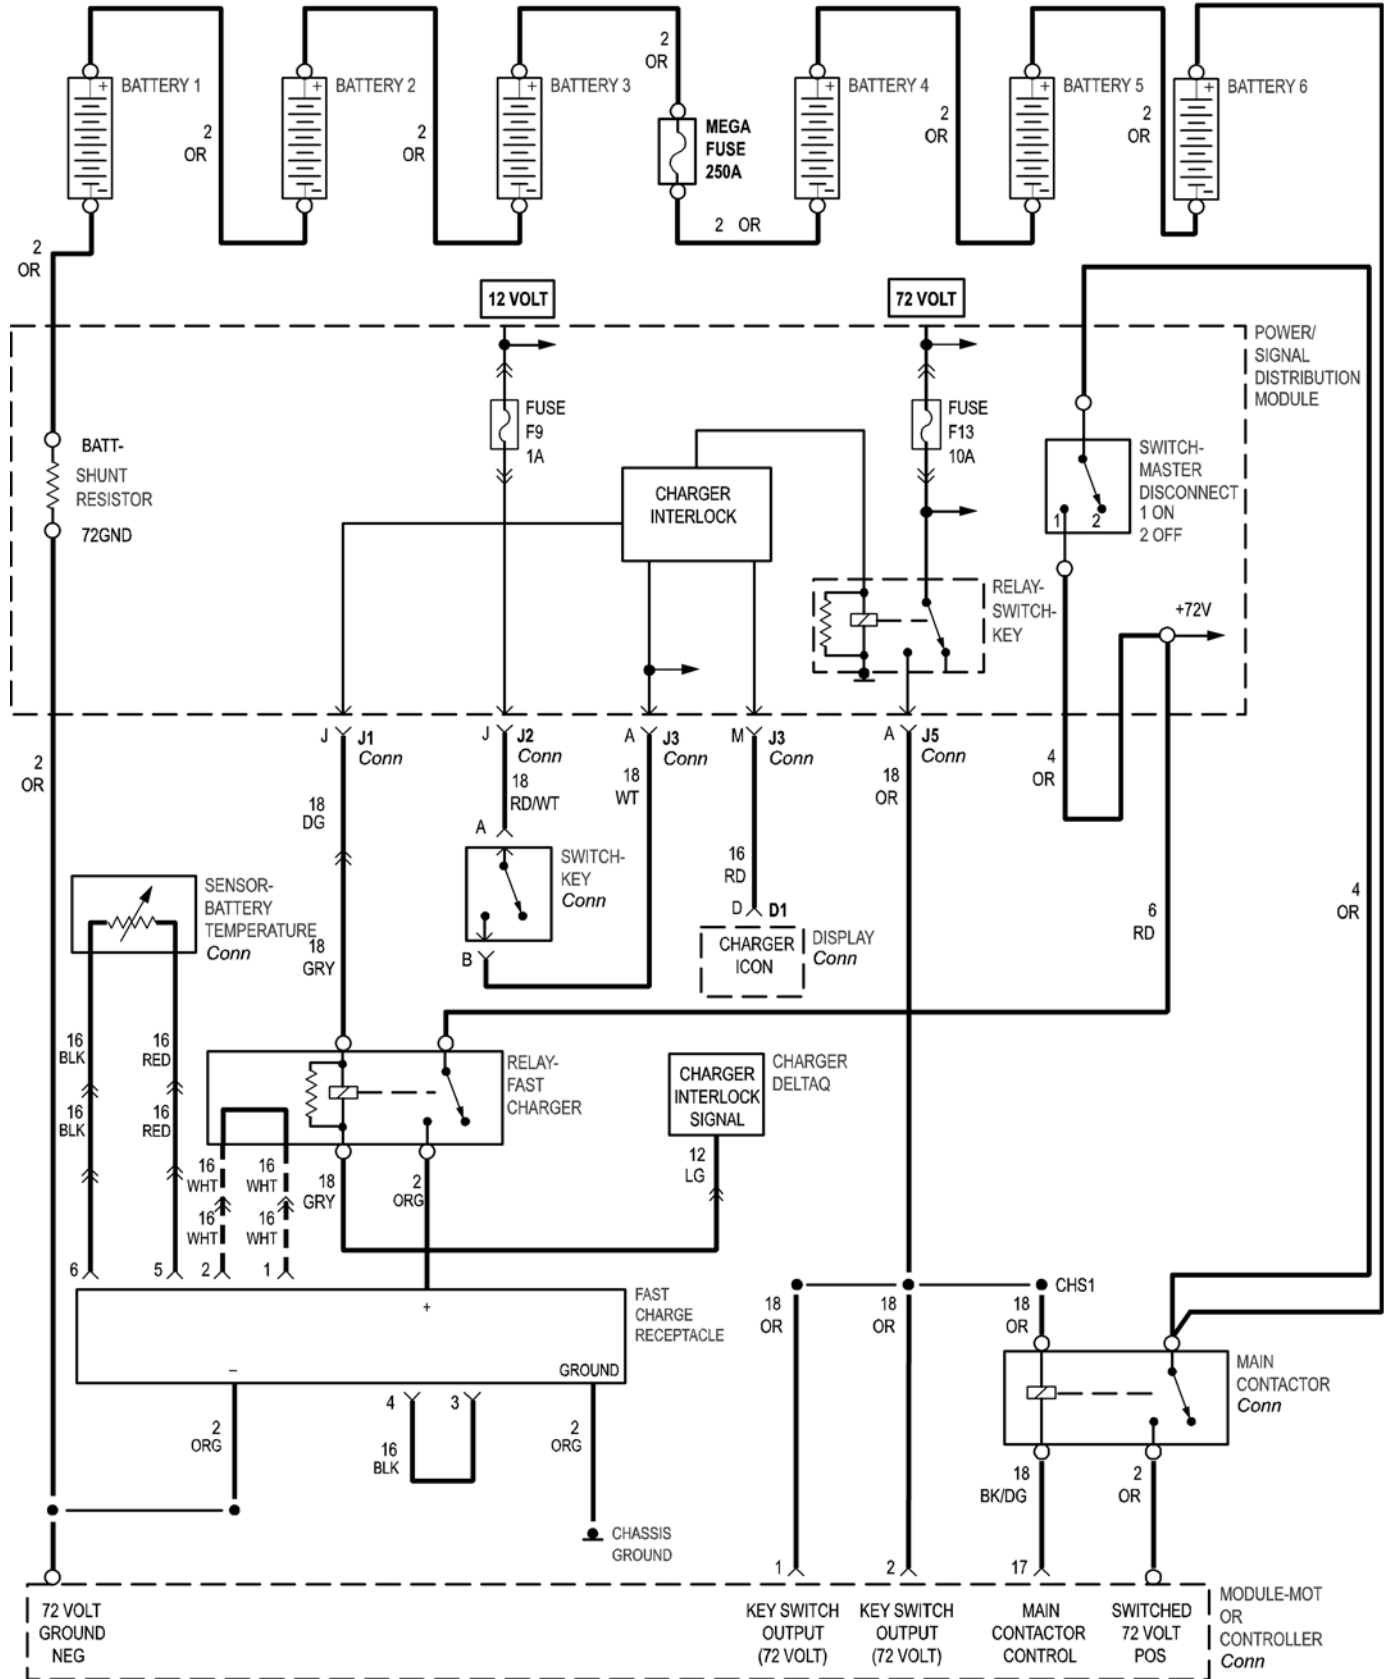 BATTERY 1
BATTERY 2
BATTERY 3
2
OR
MEGA
FUSE
250A
BATTERY 4
BATTERY 5
BATTERY 6
+
+
+
+
+
+
2
OR
2
OR
2
OR
2
OR
-
-
-
-
-
-
2 OR
2
OR
12 VOLT
72 VOLT
POWER/
SIGNAL
DISTRIBUTION
MODULE
FUSE
F9
1A
FUSE
F13
10A
BATT-
SHUNT
RESISTOR
72GND
CHARGER
INTERLOCK
SWITCH-
MASTER
DISCONNECT
1 ON
2 OFF
1
2
RELAY-
SWITCH-
KEY
+72V
J
J1
Conn
J
J2
Conn
A
J3
Conn
M
J3
Conn
A
J5
Conn
2
OR
18
DG
18
RD/WT
18
WT
18
OR
4
OR
A
SWITCH-
KEY
Conn
B
16
RD
D
D1
CHARGER
ICON
DISPLAY
Conn
SENSOR-
BATTERY
TEMPERATURE
Conn
18
GRY
6
RD
4
OR
16
BLK
16
RED
16
BLK
16
RED
RELAY-
FAST
CHARGER
CHARGER
INTERLOCK
SIGNAL
CHARGER
DELTAQ
16
WHT
16
WHT
18
GRY
2
ORG
12
LG
16
WHT
16
WHT
6
5
2
1
+
FAST
CHARGE
RECEPTACLE
–
GROUND
18
OR
18
OR
18
OR
CHS1
MAIN
CONTACTOR
Conn
2
ORG
4
3
16
BLK
2
ORG
CHASSIS
GROUND
18
BK/DG
2
OR
1
2
17
72 VOLT
GROUND
NEG
KEY SWITCH
OUTPUT
(72 VOLT)
KEY SWITCH
OUTPUT
(72 VOLT)
MAIN
CONTACTOR
CONTROL
SWITCHED
72 VOLT
POS
MODULE-MOT
OR
CONTROLLER
Conn